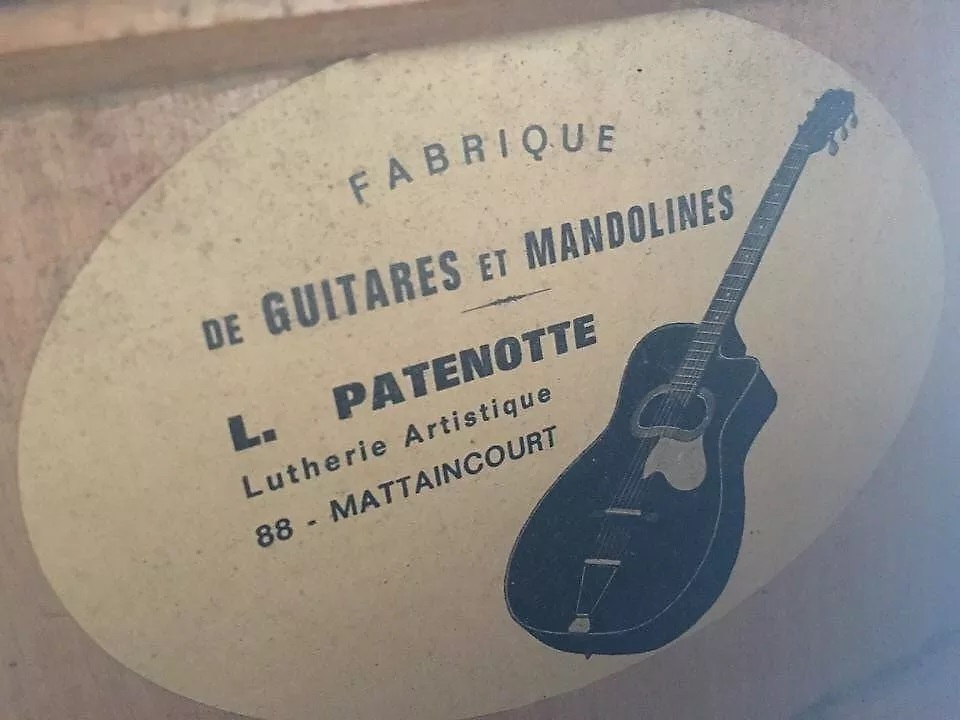 FABRIQUE
DE GUITARES ET MANDOLINES
L. PATENOTTE
Lutherie Artistique
88 - MATTAINCOURT